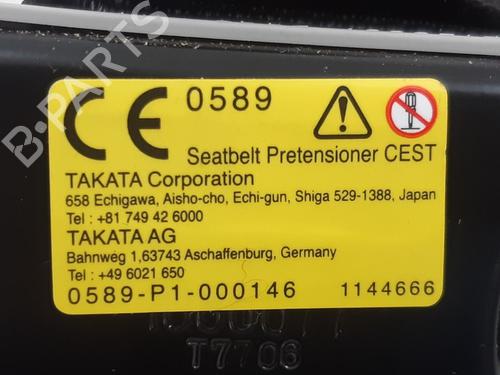 B-PARTS
CE 0589
Seatbelt Pretensioner CEST
TAKATA Corporation
658 Echigawa, Aisho-cho, Echi-gun, Shiga 529-1388, Japan
Tel : +81 749 42 6000
TAKATA AG
Bahnweg 1,63743 Aschaffenburg, Germany
Tel : +49 6021 650
0589-P1-000146 1144666
T7706